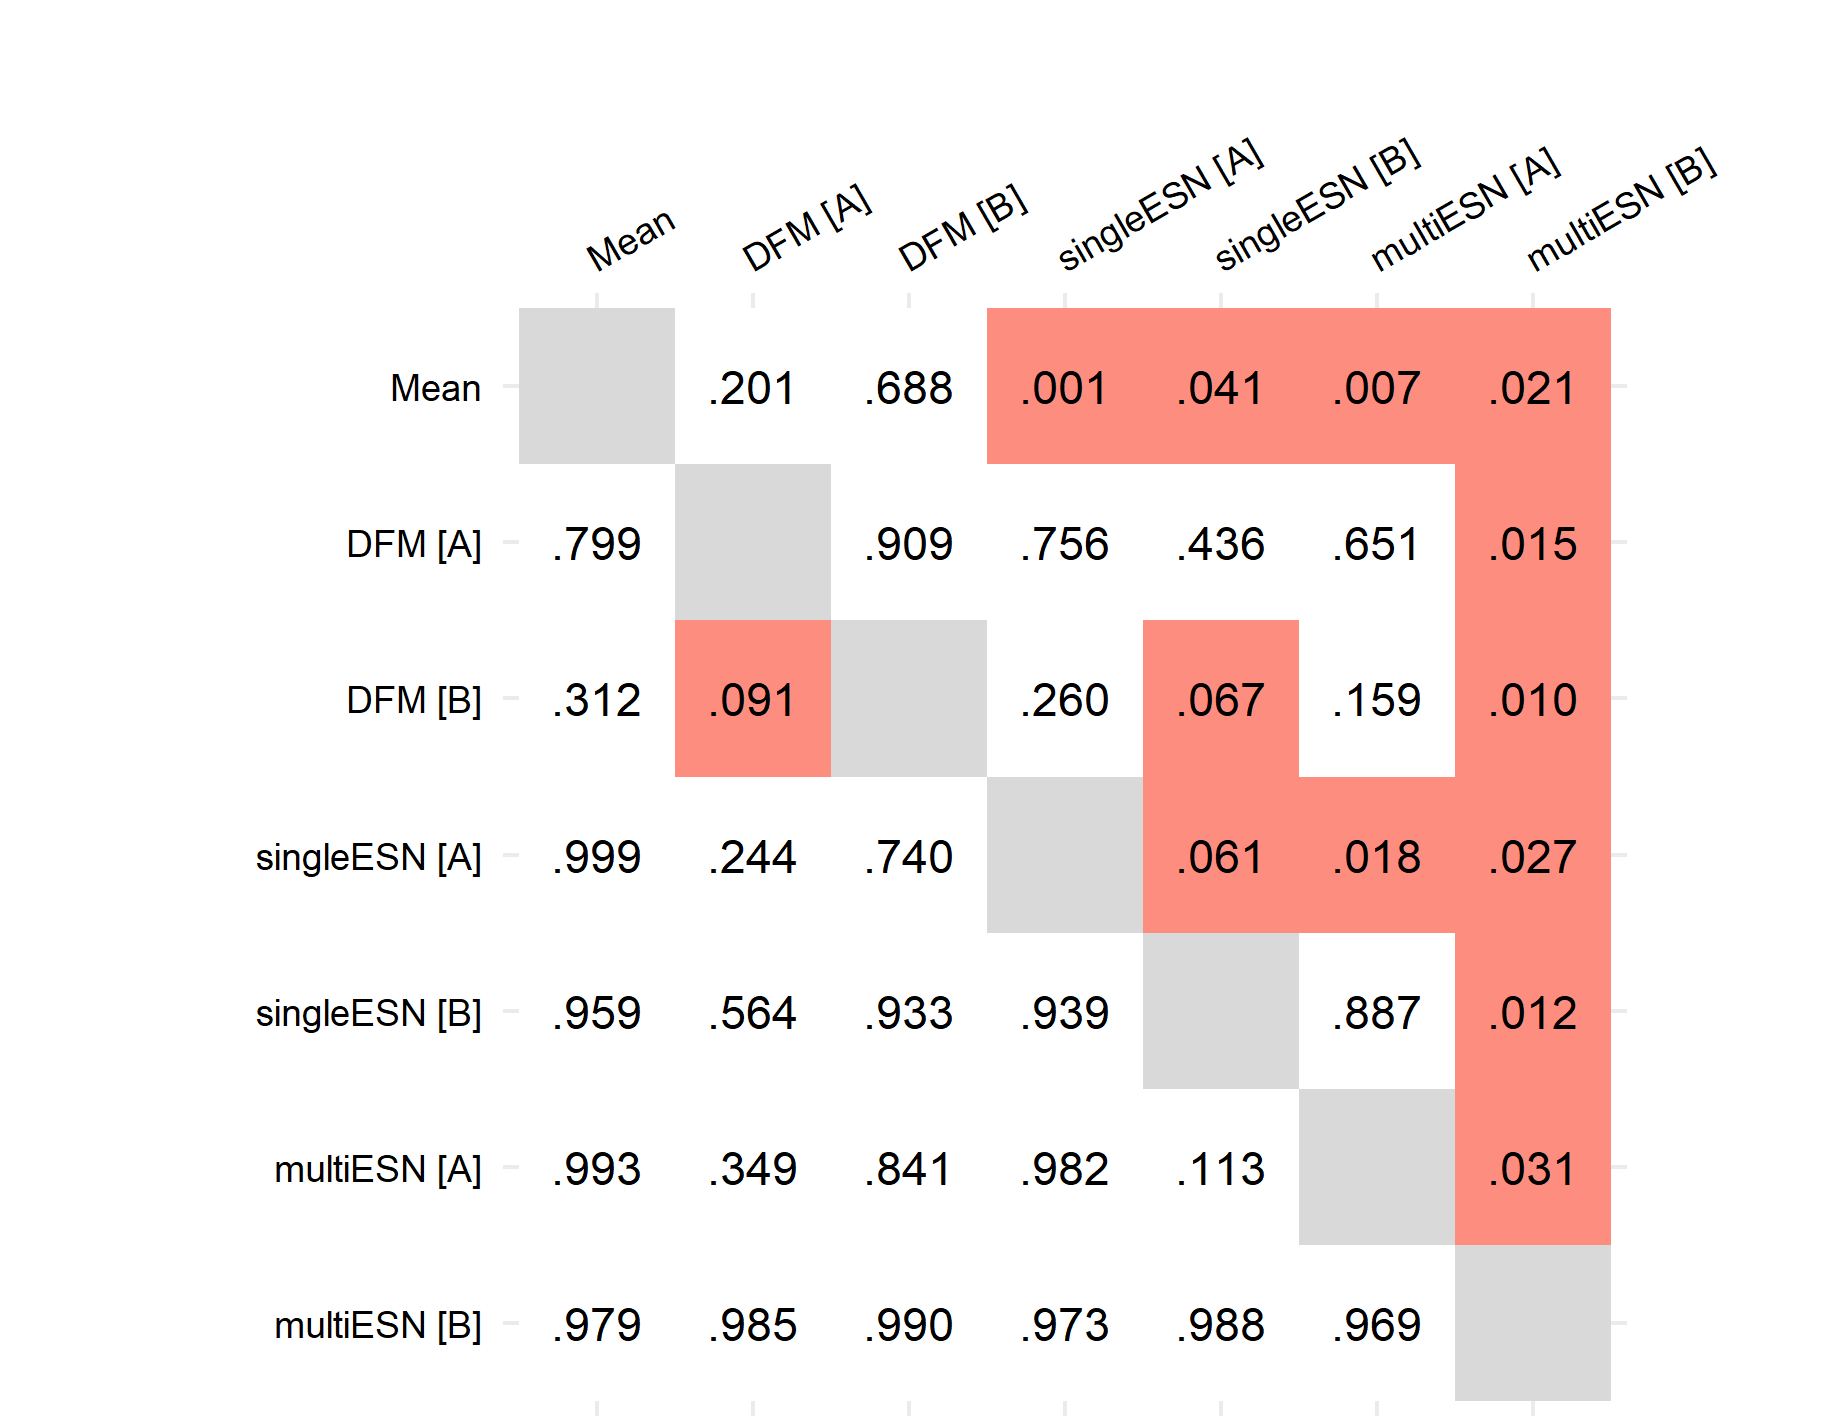 Mean DFM [A] DFM [B] singleESN [A] singleESN [B] multiESN [A] multiESN [B]
Mean .201 .688 .001 .041 .007 .021
DFM [A] .799 .909 .756 .436 .651 .015
DFM [B] .312 .091 .260 .067 .159 .010
singleESN [A] .999 .244 .740 .061 .018 .027
singleESN [B] .959 .564 .933 .939 .887 .012
multiESN [A] .993 .349 .841 .982 .113 .031
multiESN [B] .979 .985 .990 .973 .988 .969